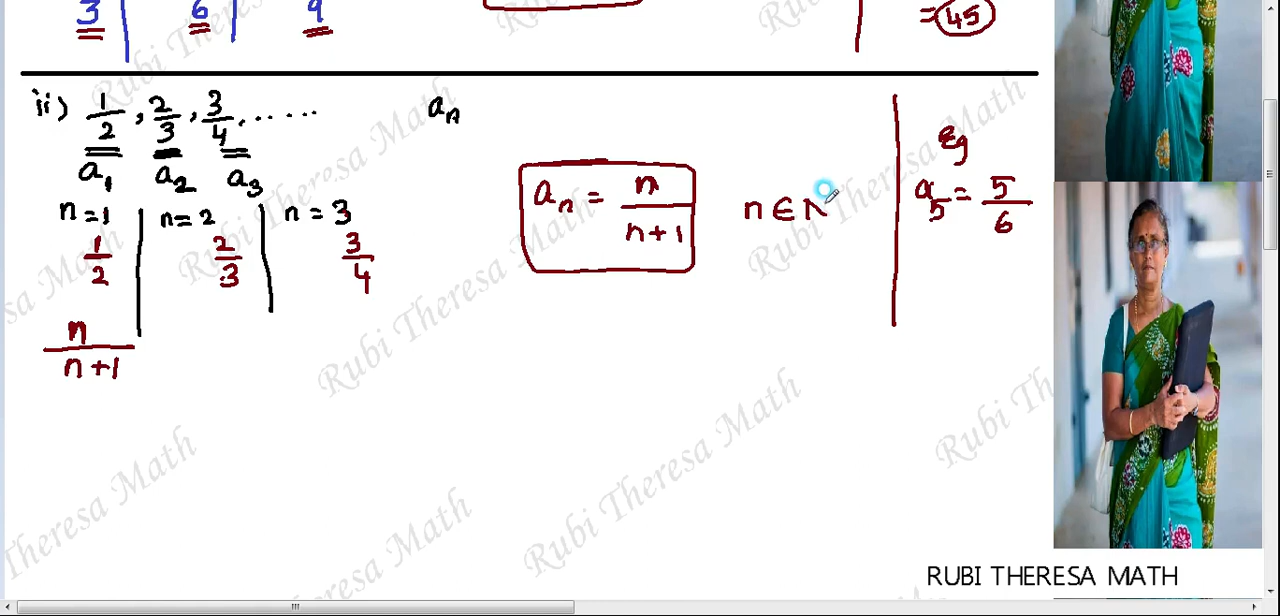 3 | 6 | 9
= 45
ii) 1/2 , 2/3 , 3/4 , ......
a₁ a₂ a₃
aₙ
n = 1 | n = 2 | n = 3
1/2 2/3 3/4
n/(n+1)
aₙ = n/(n+1)
n ∈ N
Eg
a₅ = 5/6
Rubi Theresa Math
RUBI THERESA MATH